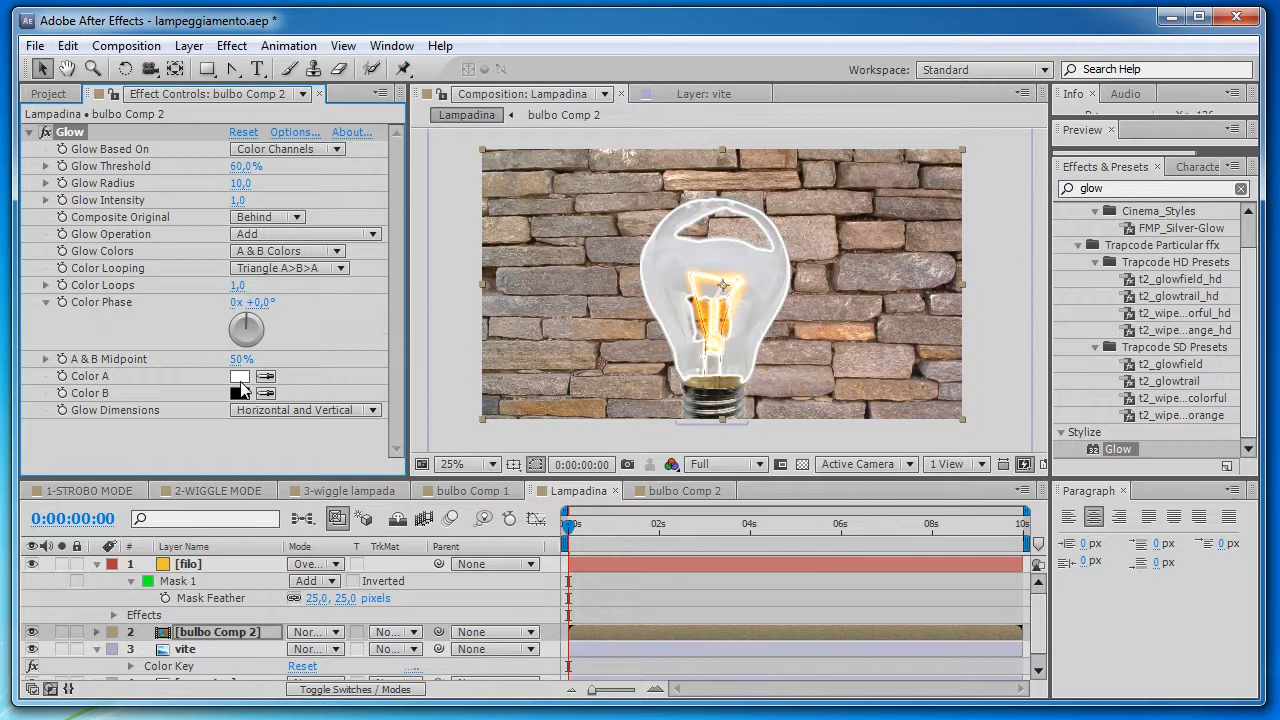 Adobe After Effects - lampeggiamento.aep *
File Edit Composition Layer Effect Animation View Window Help
Workspace: Standard Search Help
Project Effect Controls: bulbo Comp 2 Composition: Lampadina Layer: vite Info Audio
Lampadina • bulbo Comp 2 Lampadina bulbo Comp 2
Preview
Effects & Presets Characte
glow
Glow Reset Options... About...
Glow Based On Color Channels
Glow Threshold 60,0%
Glow Radius 10,0
Glow Intensity 1,0
Composite Original Behind
Glow Operation Add
Glow Colors A & B Colors
Color Looping Triangle A>B>A
Color Loops 1,0
Color Phase 0x +0,0°
A & B Midpoint 50%
Color A
Color B
Glow Dimensions Horizontal and Vertical
Cinema_Styles
FMP_Silver-Glow
Trapcode Particular ffx
Trapcode HD Presets
t2_glowfield_hd
t2_glowtrail_hd
t2_wipe...orful_hd
t2_wipe...ange_hd
Trapcode SD Presets
t2_glowfield
t2_glowtrail
t2_wipe...colorful
t2_wipe...orange
Stylize
Glow
25% 0:00:00:00 Full Active Camera 1 View
1-STROBO MODE 2-WIGGLE MODE 3-wiggle lampada bulbo Comp 1 Lampadina bulbo Comp 2
Paragraph
0:00:00:00 02s 04s 06s 08s 10s
# Layer Name Mode T TrkMat Parent
1 [filo] Ove... None
Mask 1 Add Inverted
Mask Feather 25,0, 25,0 pixels
Effects
2 [bulbo Comp 2] Nor... No... None
3 vite Nor... No... None
Color Key Reset ....
Toggle Switches / Modes
0 px 0 px 0 px
0 px 0 px